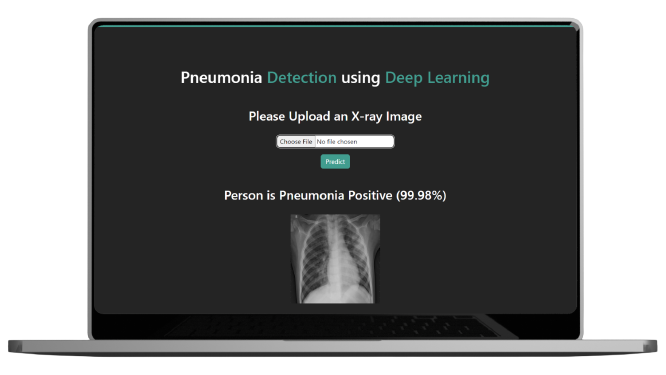 Pneumonia Detection using Deep Learning
Please Upload an X-ray Image
Choose File No file chosen
Predict
Person is Pneumonia Positive (99.98%)